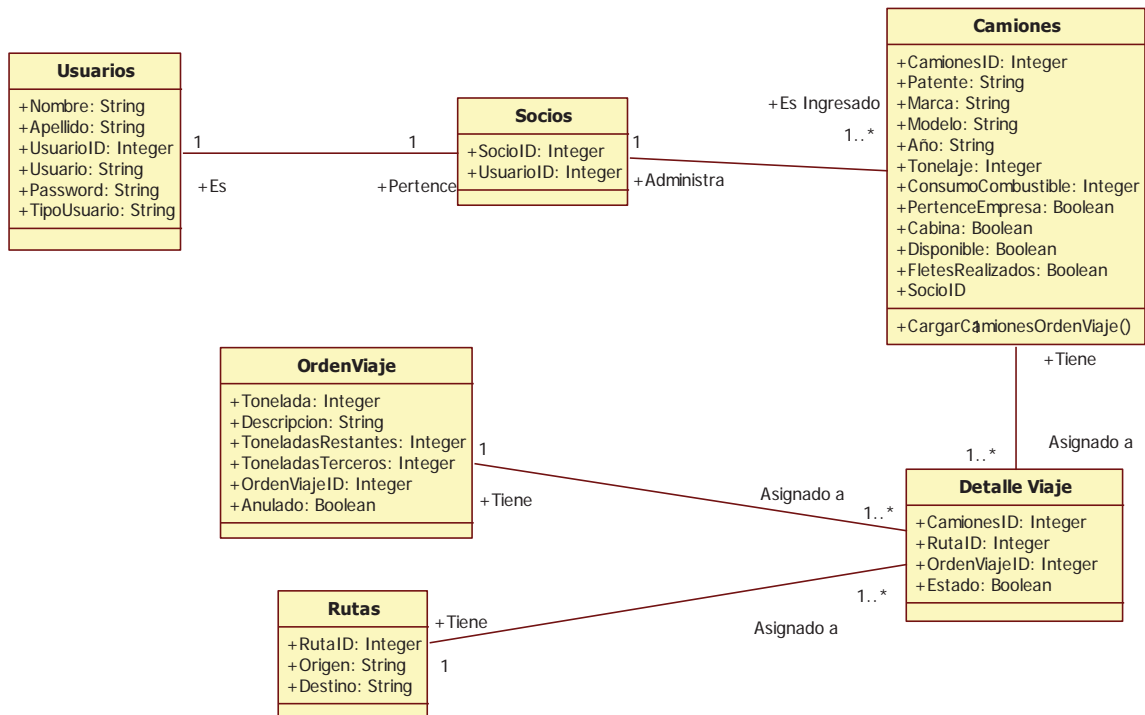 Usuarios
+Nombre: String
+Apellido: String
+UsuarioID: Integer
+Usuario: String
+Password: String
+TipoUsuario: String
1
+Es
1
+Pertence
Socios
+SocioID: Integer
+UsuarioID: Integer
1
+Administra
+Es Ingresado
1..*
Camiones
+CamionesID: Integer
+Patente: String
+Marca: String
+Modelo: String
+Año: String
+Tonelaje: Integer
+ConsumoCombustible: Integer
+PertenceEmpresa: Boolean
+Cabina: Boolean
+Disponible: Boolean
+FletesRealizados: Boolean
+SocioID
+CargarCamionesOrdenViaje()
1
+Tiene
Asignado a
1..*
OrdenViaje
+Tonelada: Integer
+Descripcion: String
+ToneladasRestantes: Integer
+ToneladasTerceros: Integer
+OrdenViajeID: Integer
+Anulado: Boolean
1
+Tiene
Asignado a
1..*
Detalle Viaje
+CamionesID: Integer
+RutaID: Integer
+OrdenViajeID: Integer
+Estado: Boolean
Rutas
+RutaID: Integer
+Origen: String
+Destino: String
+Tiene
1
1..*
Asignado a